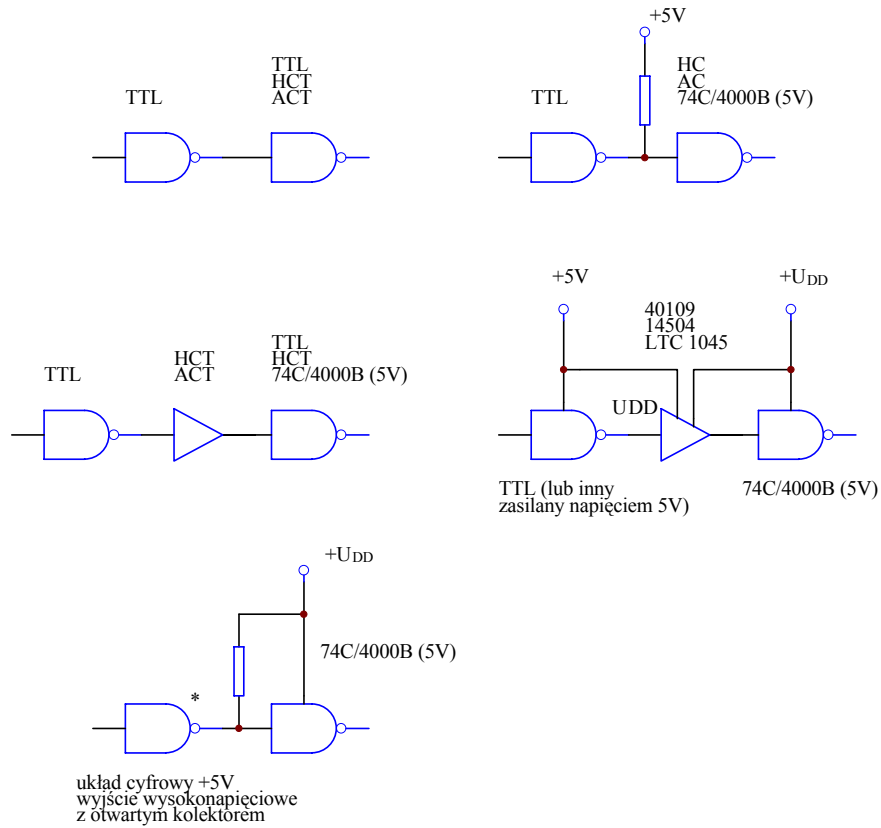 TTL
TTL
HCT
ACT
+5V
TTL
HC
AC
74C/4000B (5V)
TTL
HCT
ACT
TTL
HCT
74C/4000B (5V)
+5V
+UDD
40109
14504
LTC 1045
UDD
TTL (lub inny
zasilany napięciem 5V)
74C/4000B (5V)
+UDD
74C/4000B (5V)
*
układ cyfrowy +5V
wyjście wysokonapięciowe
z otwartym kolektorem